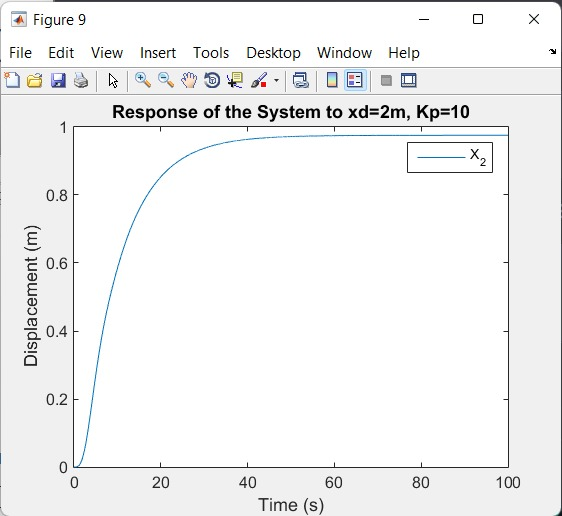 Figure 9
File Edit View Insert Tools Desktop Window Help
Response of the System to xd=2m, Kp=10
1
0.8
0.6
0.4
0.2
0
Displacement (m)
X2
0 20 40 60 80 100
Time (s)